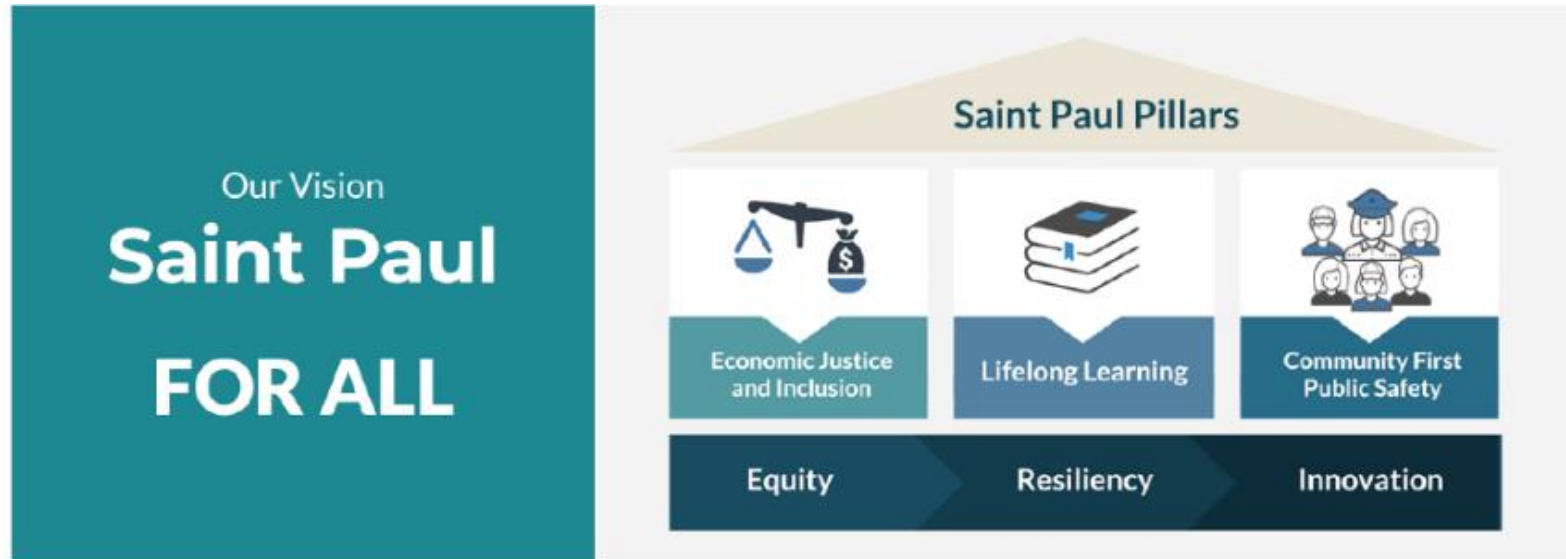 Our Vision
Saint Paul
FOR ALL
Saint Paul Pillars
$
Economic Justice
and Inclusion
Lifelong Learning
Community First
Public Safety
Equity
Resiliency
Innovation